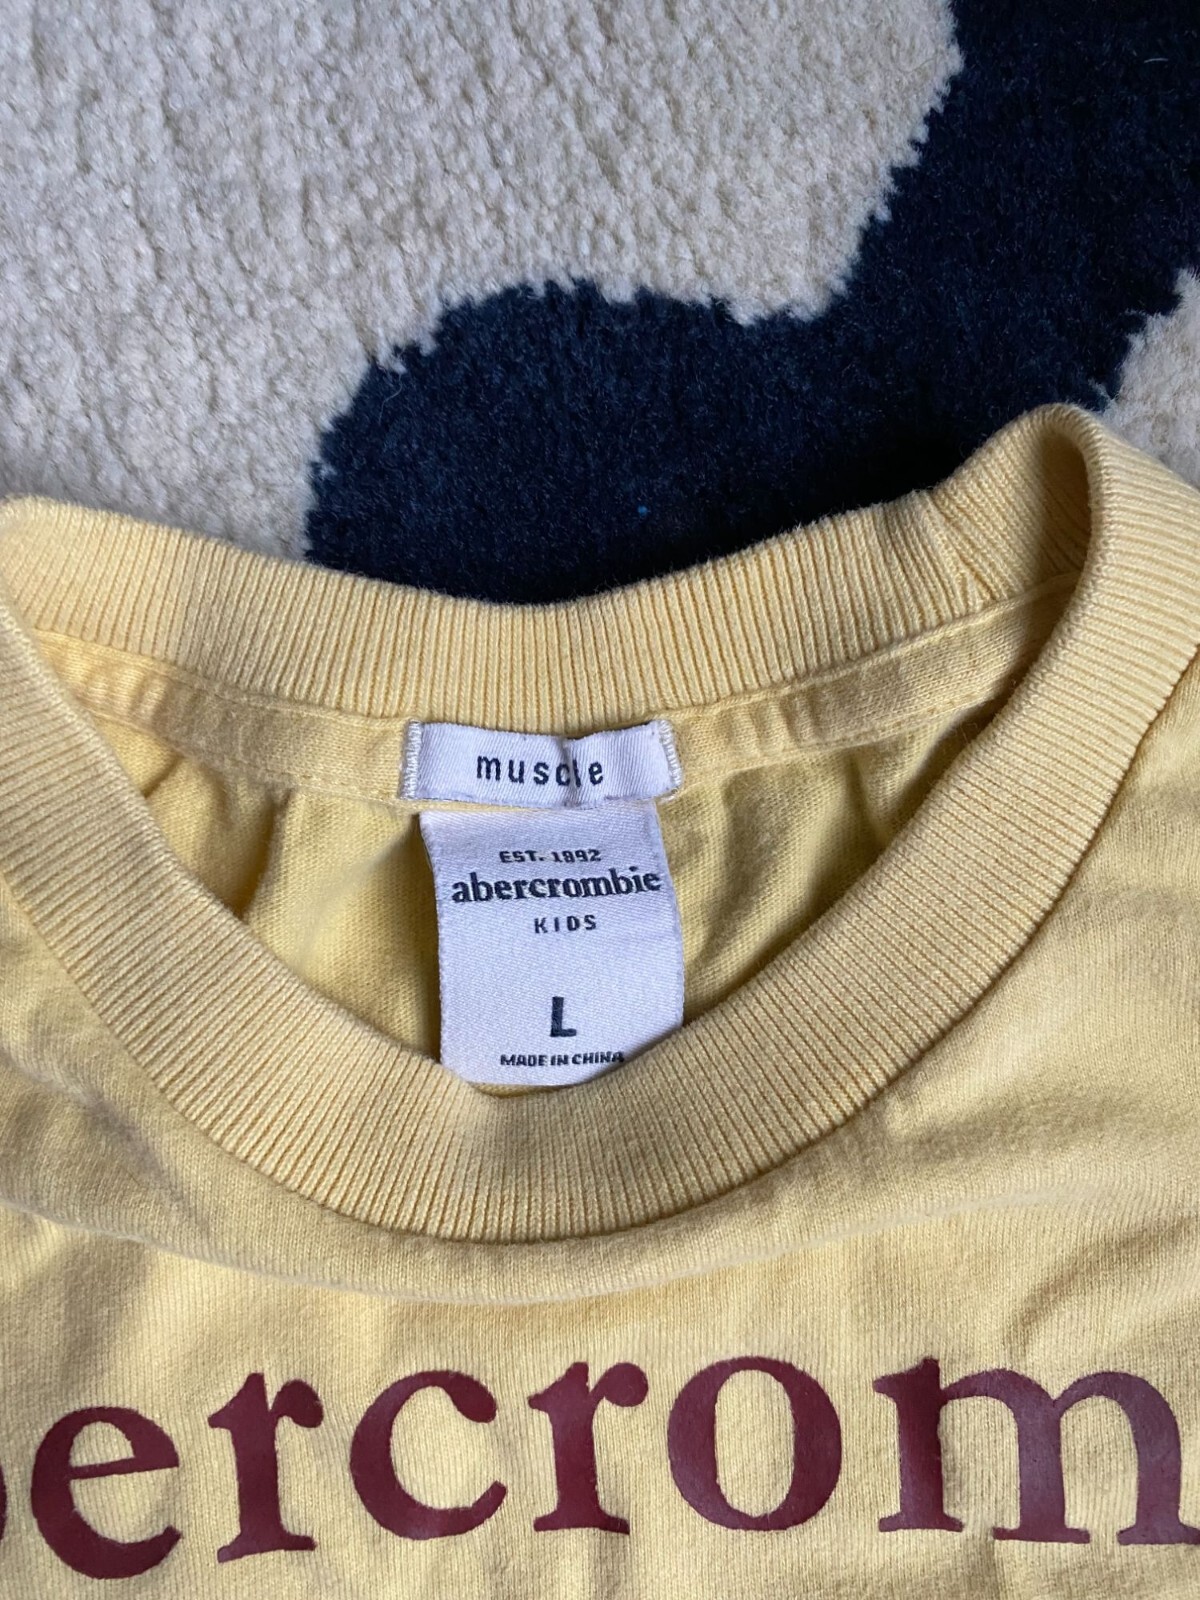 muscle
EST. 1892
abercrombie
KIDS
L
MADE IN CHINA
ercrom